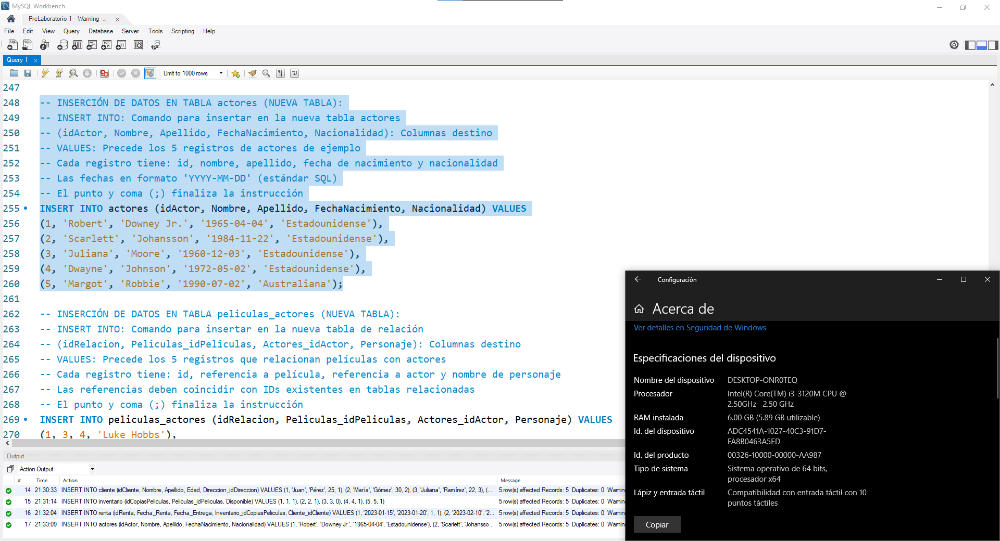 MySQL Workbench
PreLaboratorio 1 - Warning -...
File Edit View Query Database Server Tools Scripting Help
Query 1
Limit to 1000 rows
247
248 -- INSERCIÓN DE DATOS EN TABLA actores (NUEVA TABLA):
249 -- INSERT INTO: Comando para insertar en la nueva tabla actores
250 -- (idActor, Nombre, Apellido, FechaNacimiento, Nacionalidad): Columnas destino
251 -- VALUES: Precede los 5 registros de actores de ejemplo
252 -- Cada registro tiene: id, nombre, apellido, fecha de nacimiento y nacionalidad
253 -- Las fechas en formato 'YYYY-MM-DD' (estándar SQL)
254 -- El punto y coma (;) finaliza la instrucción
255 INSERT INTO actores (idActor, Nombre, Apellido, FechaNacimiento, Nacionalidad) VALUES
256 (1, 'Robert', 'Downey Jr.', '1965-04-04', 'Estadounidense'),
257 (2, 'Scarlett', 'Johansson', '1984-11-22', 'Estadounidense'),
258 (3, 'Juliana', 'Moore', '1960-12-03', 'Estadounidense'),
259 (4, 'Dwayne', 'Johnson', '1972-05-02', 'Estadounidense'),
260 (5, 'Margot', 'Robbie', '1990-07-02', 'Australiana');
261
262 -- INSERCIÓN DE DATOS EN TABLA peliculas_actores (NUEVA TABLA):
263 -- INSERT INTO: Comando para insertar en la nueva tabla de relación
264 -- (idRelacion, Peliculas_idPeliculas, Actores_idActor, Personaje): Columnas destino
265 -- VALUES: Precede los 5 registros que relacionan películas con actores
266 -- Cada registro tiene: id, referencia a película, referencia a actor y nombre de personaje
267 -- Las referencias deben coincidir con IDs existentes en tablas relacionadas
268 -- El punto y coma (;) finaliza la instrucción
269 INSERT INTO peliculas_actores (idRelacion, Peliculas_idPeliculas, Actores_idActor, Personaje) VALUES
270 (1, 3, 4, 'Luke Hobbs'),
Output
Action Output
# Time Action Message
14 21:30:33 INSERT INTO cliente (idCliente, Nombre, Apellido, Edad, Direccion_idDireccion) VALUES (1, 'Juan', 'Pérez', 25, 1), (2, 'María', 'Gómez', 30, 2), (3, 'Juliana', 'Ramírez', 22, 3), (... 5 row(s) affected Records: 5 Duplicates: 0 Warnin
15 21:31:14 INSERT INTO inventario (idCopiasPeliculas, Peliculas_idPeliculas, Disponible) VALUES (1, 1, 1), (2, 2, 1), (3, 3, 0), (4, 4, 1), (5, 5, 1) 5 row(s) affected Records: 5 Duplicates: 0 Warnin
16 21:32:04 INSERT INTO renta (idRenta, Fecha_Renta, Fecha_Entrega, Inventario_idCopiasPeliculas, Cliente_idCliente) VALUES (1, '2023-01-15', '2023-01-20', 1, 1), (2, '2023-02-10', '2... 5 row(s) affected Records: 5 Duplicates: 0 Warnin
17 21:33:09 INSERT INTO actores (idActor, Nombre, Apellido, FechaNacimiento, Nacionalidad) VALUES (1, 'Robert', 'Downey Jr.', '1965-04-04', 'Estadounidense'), (2, 'Scarlett', 'Johansso... 5 row(s) affected Records: 5 Duplicates: 0 Warnin
Configuración
Acerca de
Ver detalles en Seguridad de Windows
Especificaciones del dispositivo
Nombre del dispositivo DESKTOP-ONR0TEQ
Procesador Intel(R) Core(TM) i3-3120M CPU @
2.50GHz 2.50 GHz
RAM instalada 6.00 GB (5.89 GB utilizable)
Id. del dispositivo ADC4541A-1027-40C3-91D7-
FA8B0463A5ED
Id. del producto 00326-10000-00000-AA987
Tipo de sistema Sistema operativo de 64 bits,
procesador x64
Lápiz y entrada táctil Compatibilidad con entrada táctil con 10
puntos táctiles
Copiar